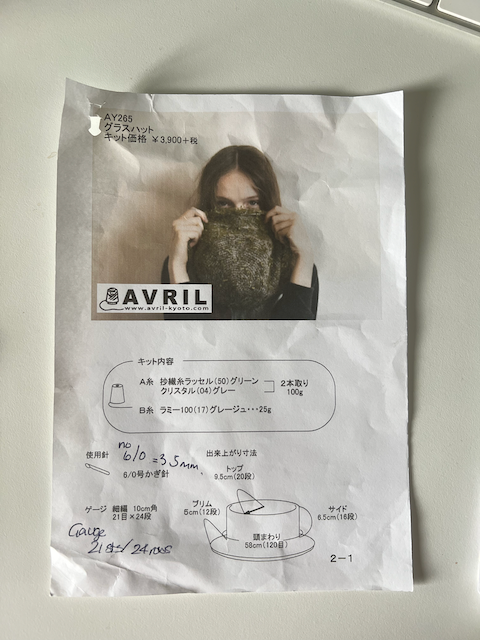 AY265
グラスハット
キット価格 ¥3,900+税
AVRIL
www.avril-kyoto.com
キット内容
A糸 抄繊糸ラッセル(50)グリーン
クリスタル(04)グレー
2本取り
100g
B糸 ラミー100(17)グレージュ・・・25g
使用針
no 6/0 = 3.5mm.
6/0号かぎ針
出来上がり寸法
トップ
9.5cm(20段)
ゲージ 細編 10cm角
21目×24段
Gauge
21 sts/24 rows
ブリム
5cm(12段)
サイド
6.5cm(16段)
頭まわり
58cm(120目)
2-1